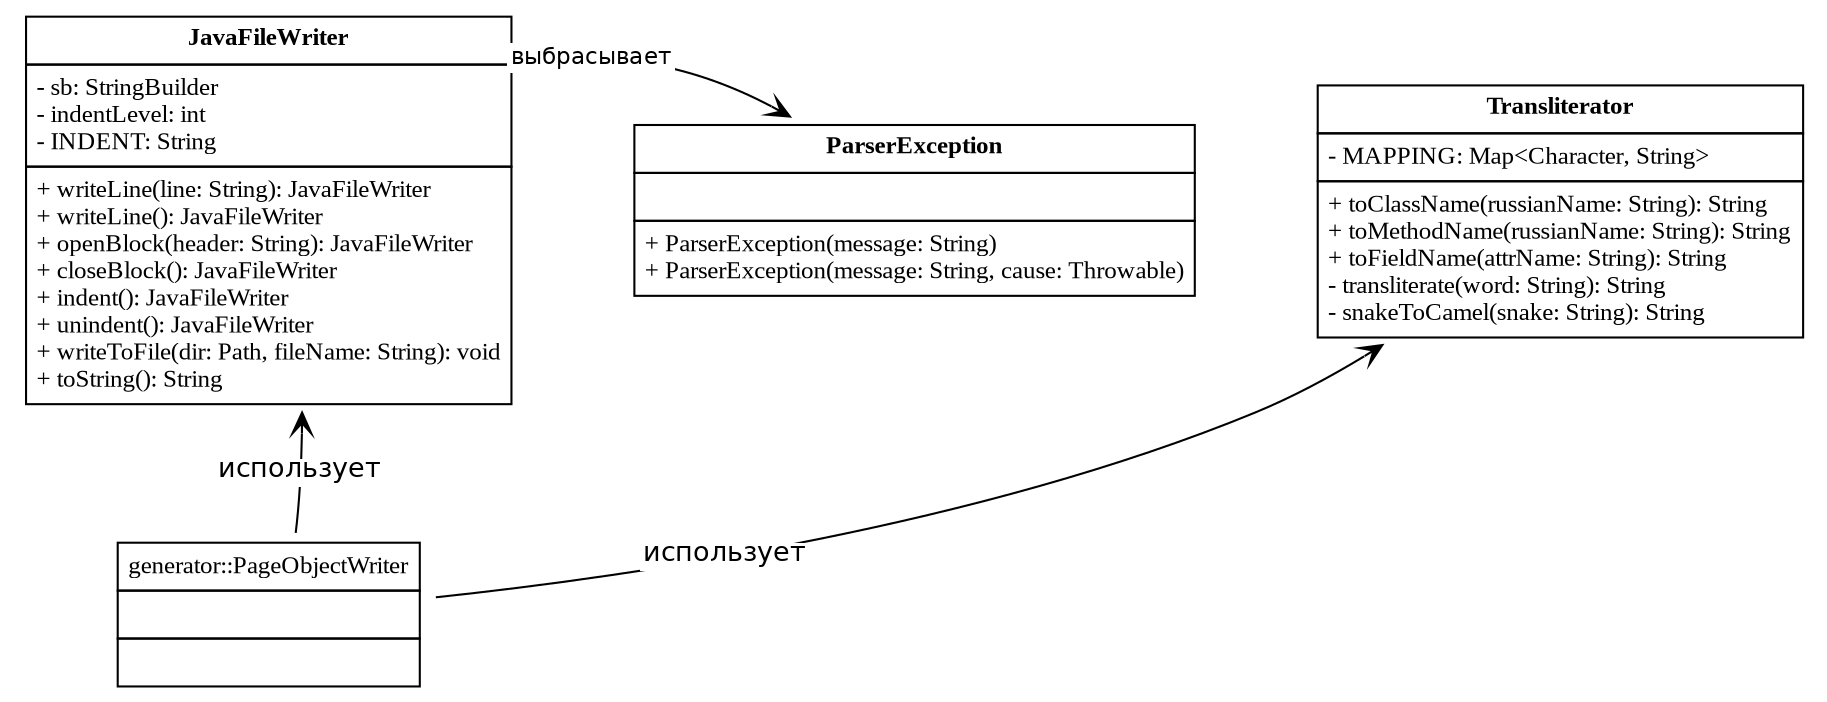 JavaFileWriter
- sb: StringBuilder
- indentLevel: int
- INDENT: String
+ writeLine(line: String): JavaFileWriter
+ writeLine(): JavaFileWriter
+ openBlock(header: String): JavaFileWriter
+ closeBlock(): JavaFileWriter
+ indent(): JavaFileWriter
+ unindent(): JavaFileWriter
+ writeToFile(dir: Path, fileName: String): void
+ toString(): String
выбрасывает
ParserException
+ ParserException(message: String)
+ ParserException(message: String, cause: Throwable)
Transliterator
- MAPPING: Map<Character, String>
+ toClassName(russianName: String): String
+ toMethodName(russianName: String): String
+ toFieldName(attrName: String): String
- transliterate(word: String): String
- snakeToCamel(snake: String): String
использует
использует
generator::PageObjectWriter